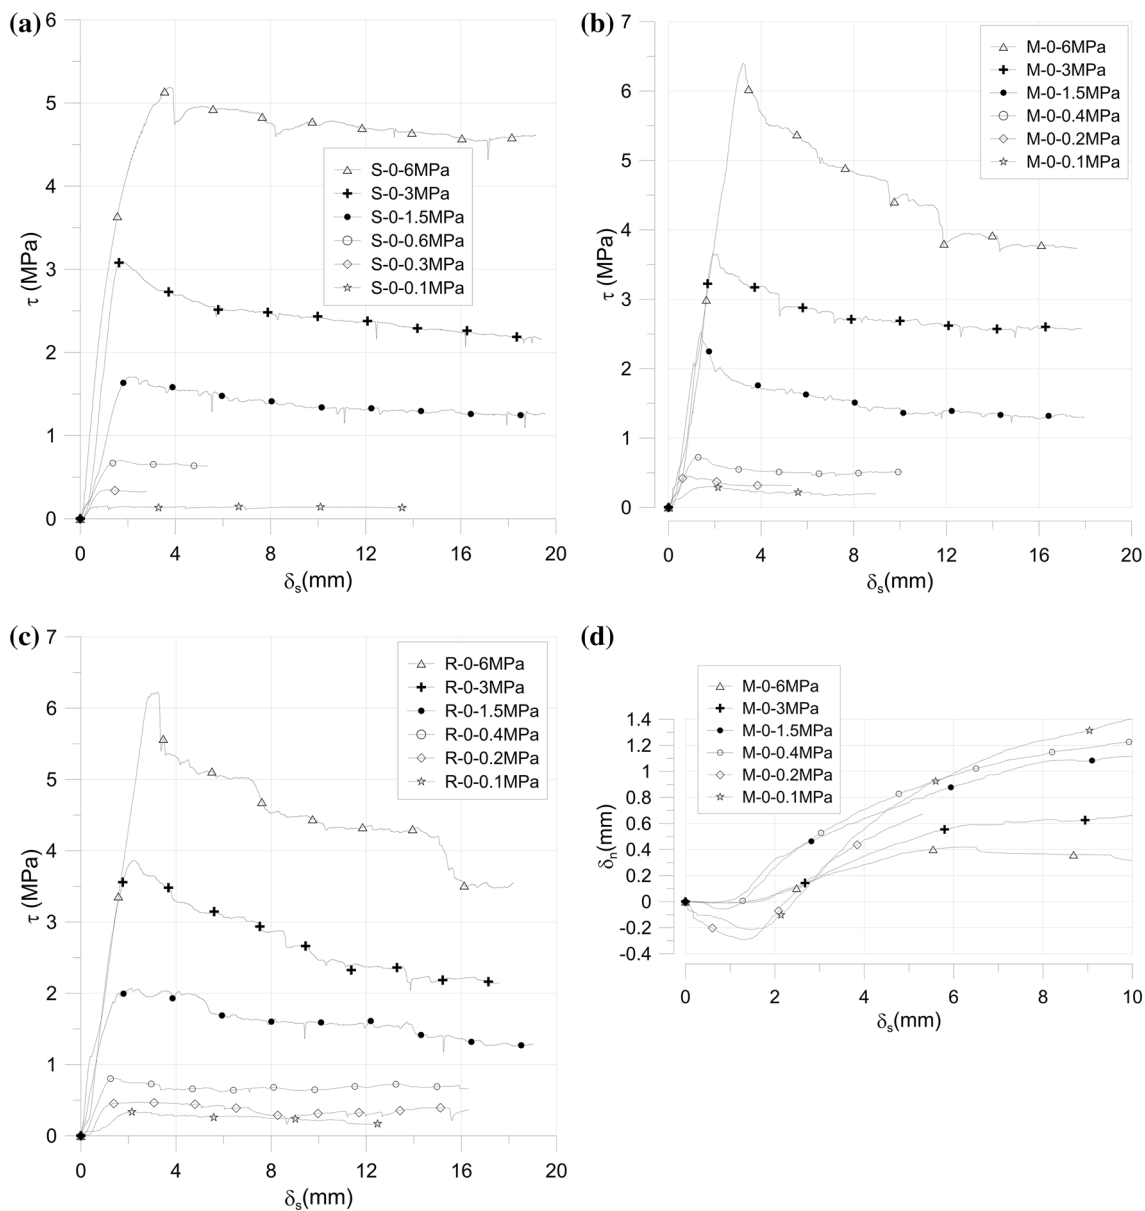 (a)
6
5
4
3
2
1
0
τ (MPa)
S-0-6MPa
S-0-3MPa
S-0-1.5MPa
S-0-0.6MPa
S-0-0.3MPa
S-0-0.1MPa
0 4 8 12 16 20
δs(mm)
(b)
7
6
5
4
3
2
1
0
τ (MPa)
M-0-6MPa
M-0-3MPa
M-0-1.5MPa
M-0-0.4MPa
M-0-0.2MPa
M-0-0.1MPa
0 4 8 12 16 20
δs(mm)
(c)
7
6
5
4
3
2
1
0
τ (MPa)
R-0-6MPa
R-0-3MPa
R-0-1.5MPa
R-0-0.4MPa
R-0-0.2MPa
R-0-0.1MPa
0 4 8 12 16 20
δs(mm)
(d)
M-0-6MPa
M-0-3MPa
M-0-1.5MPa
M-0-0.4MPa
M-0-0.2MPa
M-0-0.1MPa
1.4
1.2
1
0.8
0.6
0.4
0.2
0
-0.2
-0.4
δn(mm)
0 2 4 6 8 10
δs(mm)